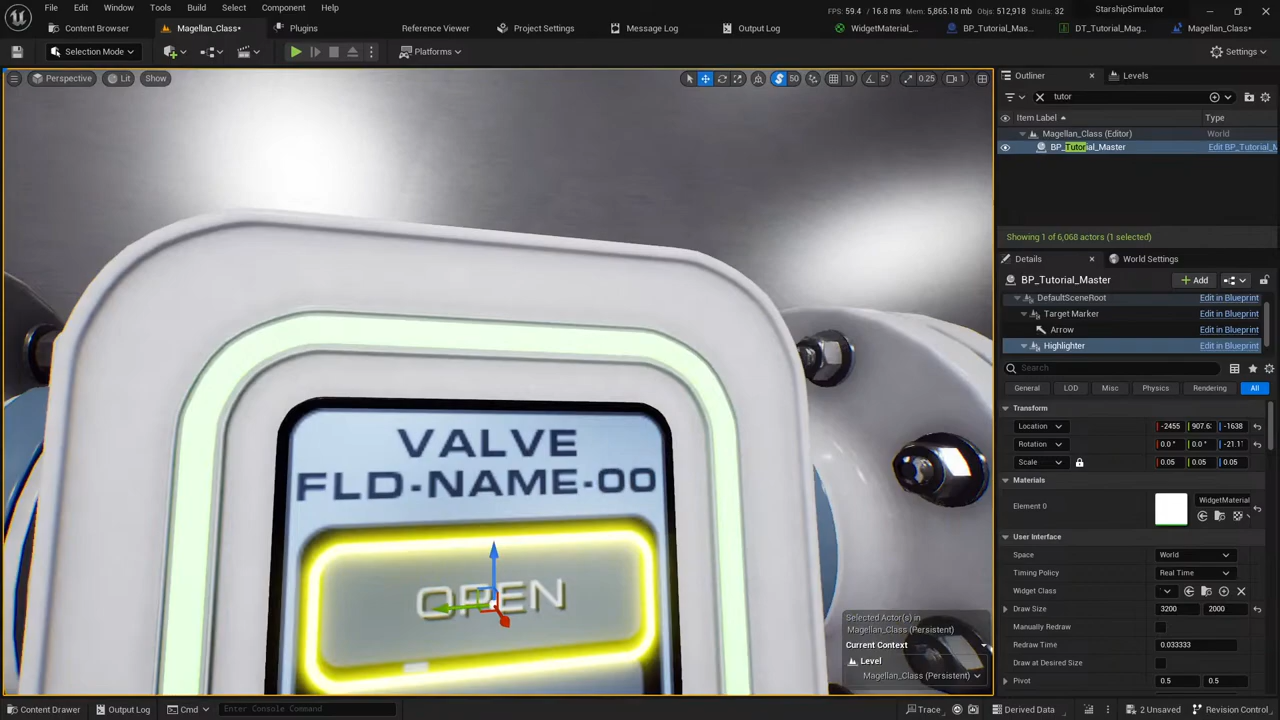 File Edit Window Tools Build Select Component Help
FPS: 59.4 / 16.8 ms Mem: 5,865.18 mb Objs: 512,918 Stalls: 32
StarshipSimulator
Content Browser
Magellan_Class*
Plugins
Reference Viewer
Project Settings
Message Log
Output Log
WidgetMaterial_...
BP_Tutorial_Mas...
DT_Tutorial_Mag...
Magellan_Class*
Selection Mode
Platforms
Settings
Perspective Lit Show
50 10 5° 0.25 1
Outliner Levels
tutor
Item Label Type
Magellan_Class (Editor) World
BP_Tutorial_Master Edit BP_Tutorial_M
Showing 1 of 6,068 actors (1 selected)
Details World Settings
BP_Tutorial_Master
Add
DefaultSceneRoot Edit in Blueprint
Target Marker Edit in Blueprint
Arrow Edit in Blueprint
Highlighter Edit in Blueprint
Search
General LOD Misc Physics Rendering All
Transform
Location -2455 907.6 -1638
Rotation 0.0 ° 0.0 ° -21.1
Scale 0.05 0.05 0.05
Materials
Element 0 WidgetMaterial
User Interface
Space World
Timing Policy Real Time
Widget Class
Draw Size 3200 2000
Manually Redraw
Redraw Time 0.033333
Draw at Desired Size
Pivot 0.5 0.5
VALVE
FLD-NAME-00
OPEN
Selected Actor(s) in
Magellan_Class (Persistent)
Current Context
Level
Magellan_Class (Persistent)
Content Drawer Output Log Cmd Enter Console Command
Trace Derived Data 2 Unsaved Revision Control